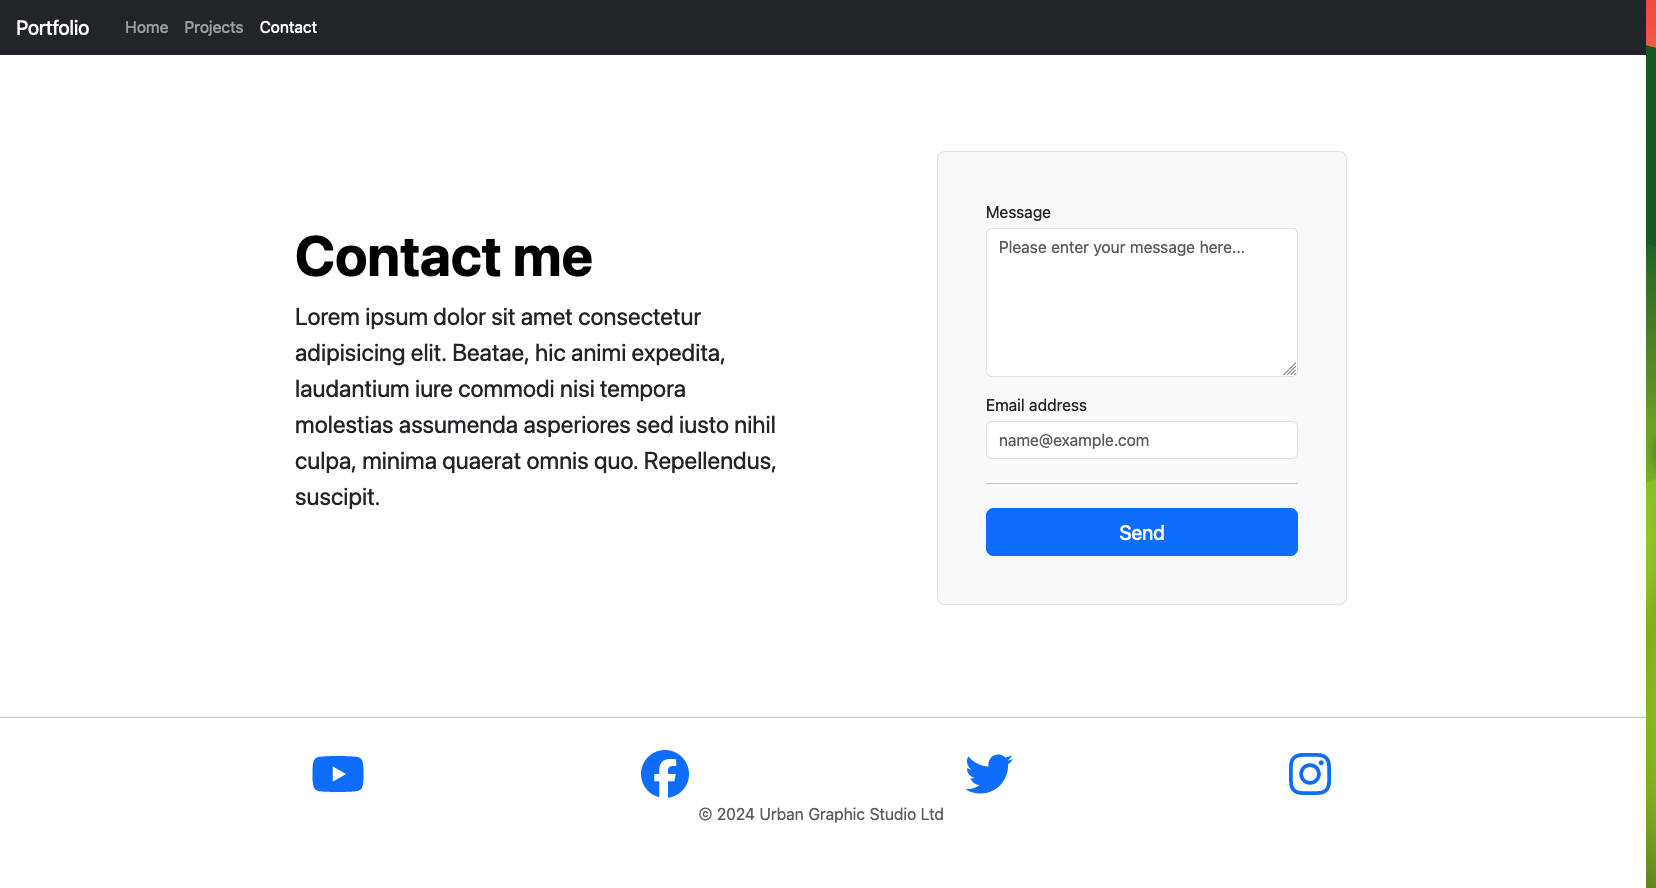 Portfolio Home Projects Contact
Contact me
Lorem ipsum dolor sit amet consectetur
adipisicing elit. Beatae, hic animi expedita,
laudantium iure commodi nisi tempora
molestias assumenda asperiores sed iusto nihil
culpa, minima quaerat omnis quo. Repellendus,
suscipit.
Message
Please enter your message here...
Email address
name@example.com
Send
© 2024 Urban Graphic Studio Ltd